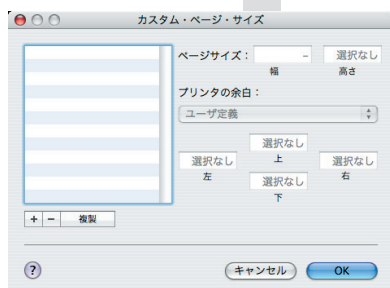 カスタム・ページ・サイズ
ページサイズ： - 選択なし
幅 高さ
プリンタの余白：
ユーザ定義
選択なし
選択なし 上 選択なし
左 選択なし 右
下
+ - 複製
? キャンセル OK